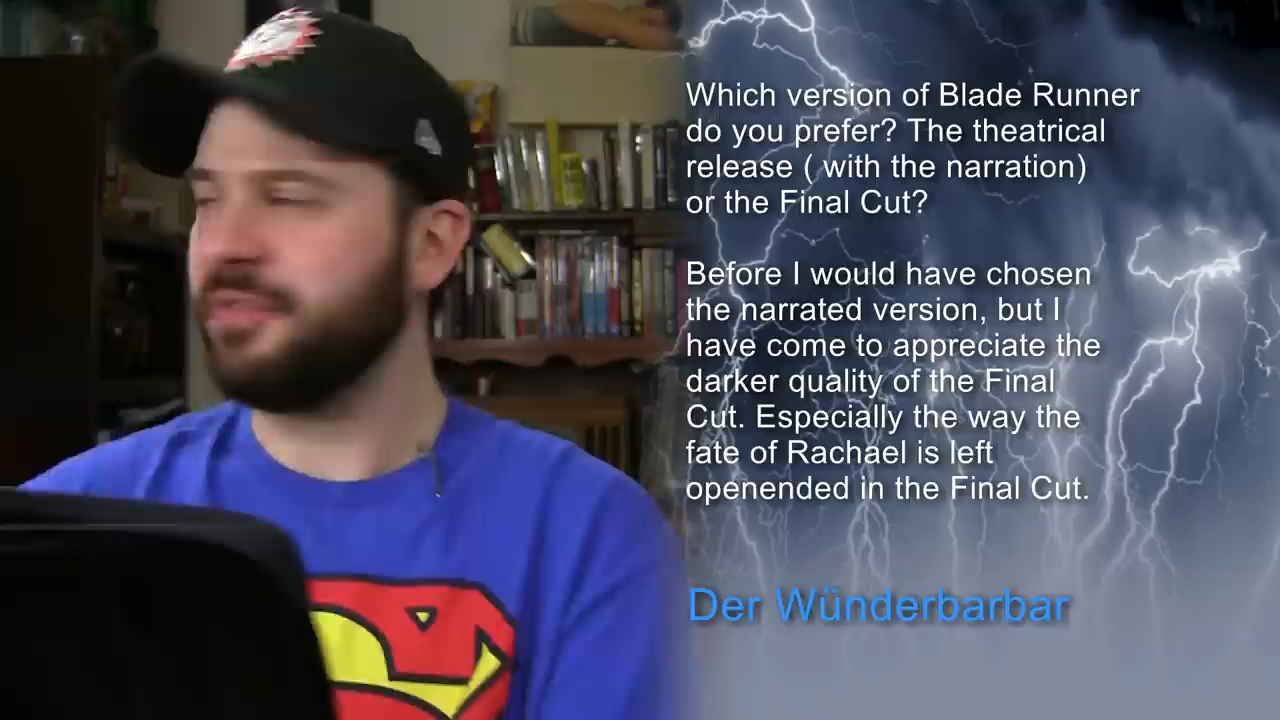 Which version of Blade Runner
do you prefer? The theatrical
release ( with the narration)
or the Final Cut?
Before I would have chosen
the narrated version, but I
have come to appreciate the
darker quality of the Final
Cut. Especially the way the
fate of Rachael is left
openended in the Final Cut.
Der Wünderbarbar